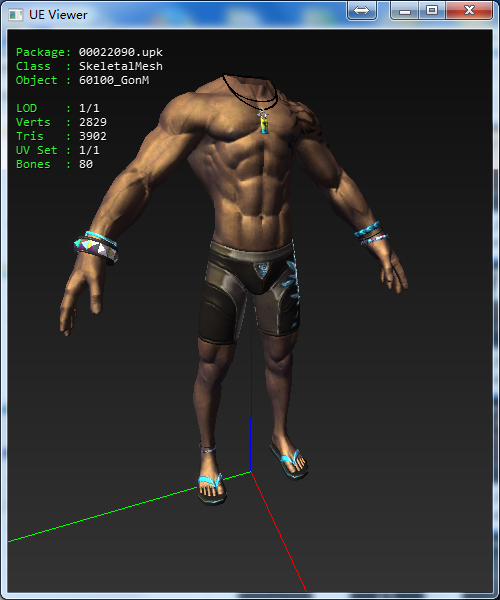 UE Viewer
Package: 00022090.upk
Class : SkeletalMesh
Object : 60100_GonM
LOD : 1/1
Verts : 2829
Tris : 3902
UV Set : 1/1
Bones : 80